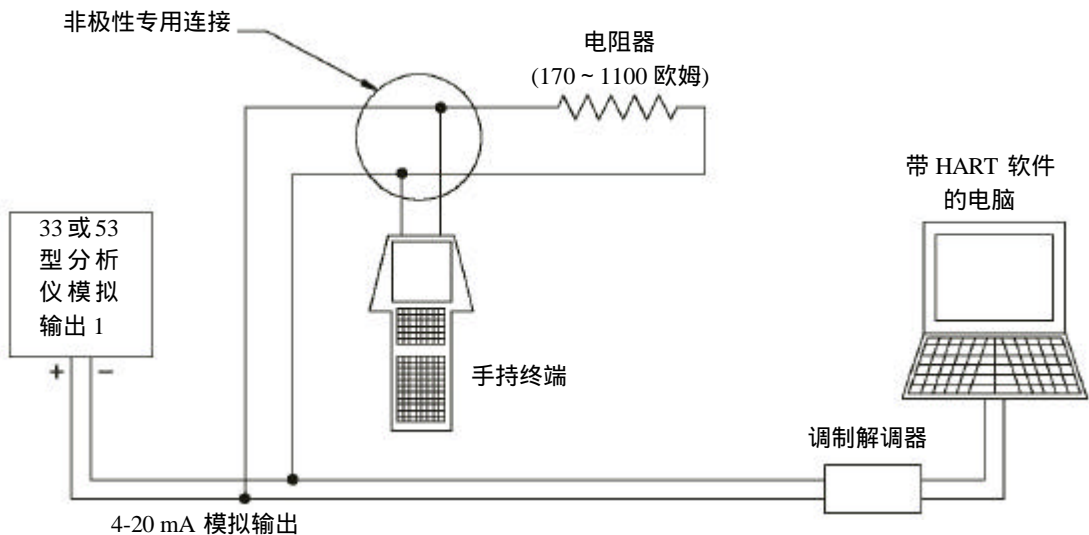 非极性专用连接
电阻器
(170 ~ 1100 欧姆)
带 HART 软件
的电脑
33 或 53
型分析
仪模拟
输出 1
+ −
手持终端
调制解调器
4-20 mA 模拟输出